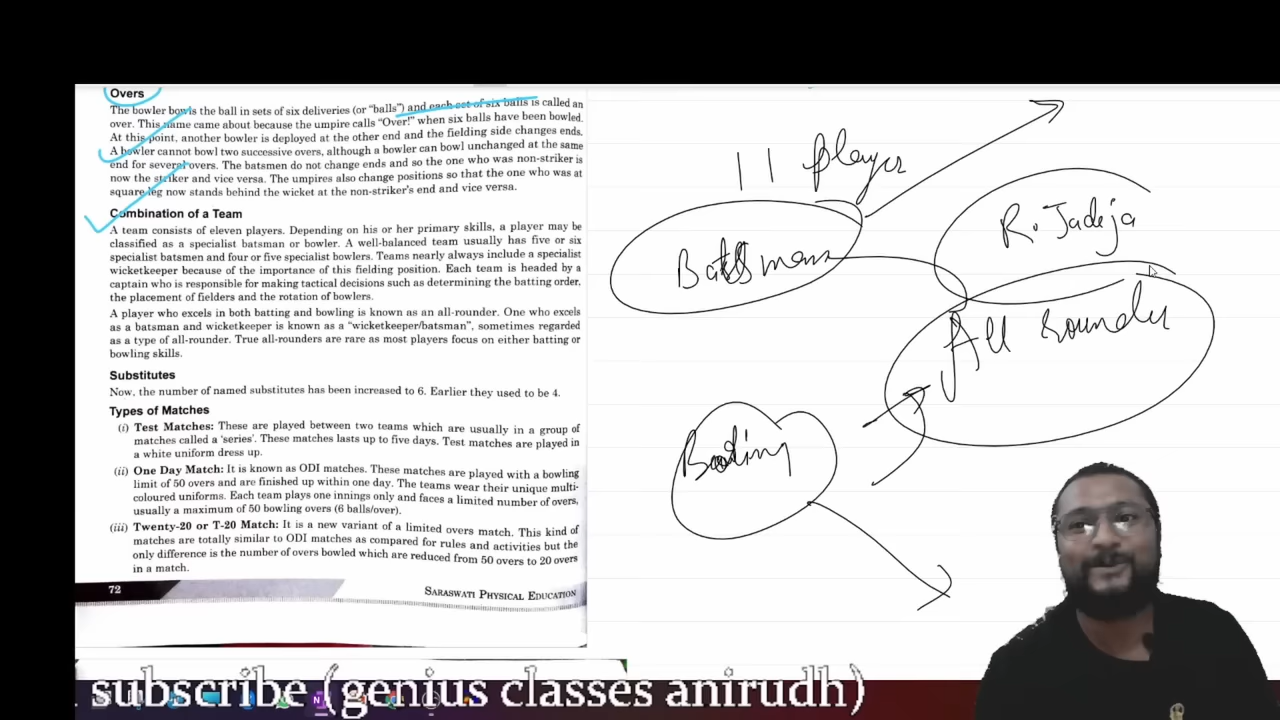 Overs
The bowler bowls the ball in sets of six deliveries (or "balls") and each set of six balls is called an
over. This name came about because the umpire calls "Over!" when six balls have been bowled.
At this point, another bowler is deployed at the other end and the fielding side changes ends.
A bowler cannot bowl two successive overs, although a bowler can bowl unchanged at the same
end for several overs. The batsmen do not change ends and so the one who was non-striker is
now the striker and vice versa. The umpires also change positions so that the one who was at
square leg now stands behind the wicket at the non-striker's end and vice versa.
Combination of a Team
A team consists of eleven players. Depending on his or her primary skills, a player may be
classified as a specialist batsman or bowler. A well-balanced team usually has five or six
specialist batsmen and four or five specialist bowlers. Teams nearly always include a specialist
wicketkeeper because of the importance of this fielding position. Each team is headed by a
captain who is responsible for making tactical decisions such as determining the batting order,
the placement of fielders and the rotation of bowlers.
A player who excels in both batting and bowling is known as an all-rounder. One who excels
as a batsman and wicketkeeper is known as a "wicketkeeper/batsman", sometimes regarded
as a type of all-rounder. True all-rounders are rare as most players focus on either batting or
bowling skills.
Substitutes
Now, the number of named substitutes has been increased to 6. Earlier they used to be 4.
Types of Matches
(i) Test Matches: These are played between two teams which are usually in a group of
matches called a 'series'. These matches lasts up to five days. Test matches are played in
a white uniform dress up.
(ii) One Day Match: It is known as ODI matches. These matches are played with a bowling
limit of 50 overs and are finished up within one day. The teams wear their unique multi-
coloured uniforms. Each team plays one innings only and faces a limited number of overs,
usually a maximum of 50 bowling overs (6 balls/over).
(iii) Twenty-20 or T-20 Match: It is a new variant of a limited overs match. This kind of
matches are totally similar to ODI matches as compared for rules and activities but the
only difference is the number of overs bowled which are reduced from 50 overs to 20 overs
in a match.
72
SARASWATI PHYSICAL EDUCATION
11 player
Batsman
R. Jadeja
All rounder
subscribe (genius classes anirudh)